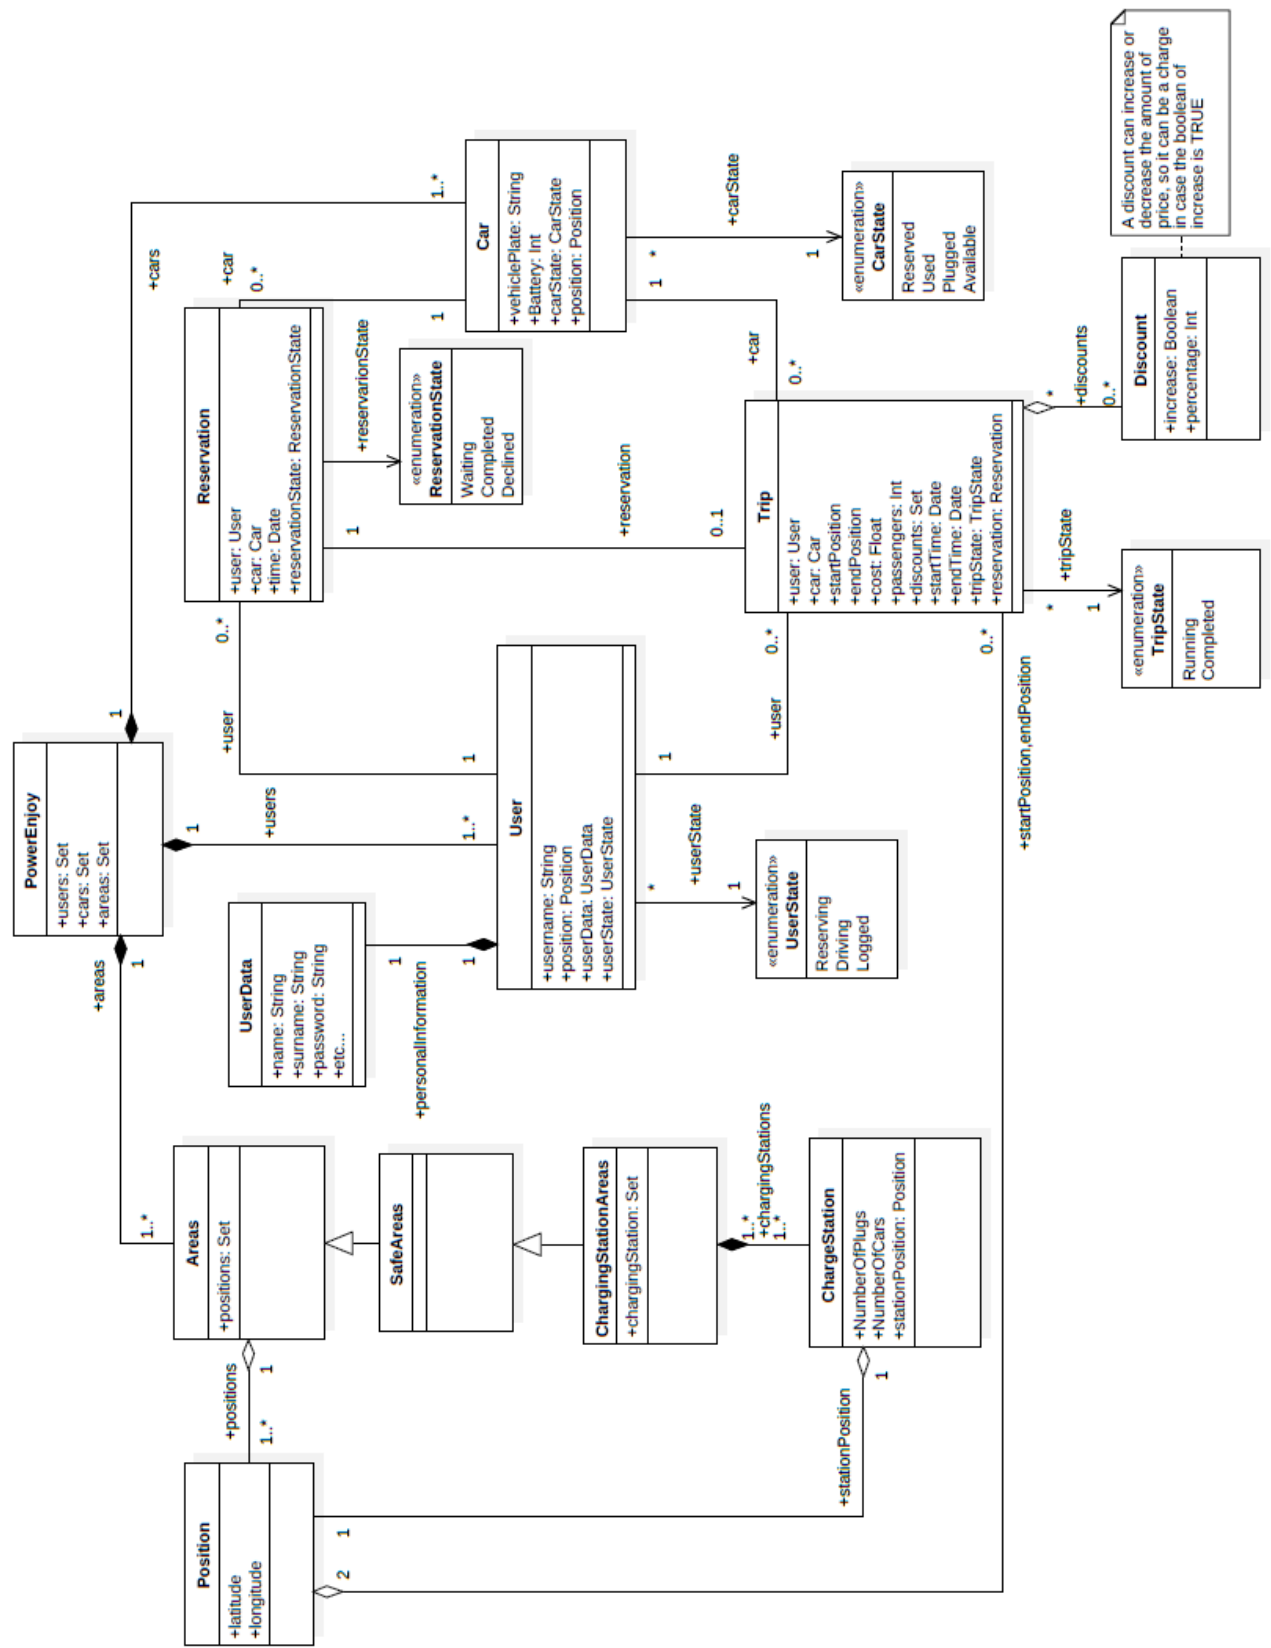 PowerEnjoy
+users: Set
+cars: Set
+areas: Set
1
+areas
1
+users
1
+cars
1..*
1..*
1..*
Position
+latitude
+longitude
+positions
1..*
1
1
2
Areas
+positions: Set
SafeAreas
ChargingStationAreas
+chargingStation: Set
1..*
+chargingStations
1..*
ChargeStation
+NumberOfPlugs
+NumberOfCars
+stationPosition: Position
+stationPosition
1
UserData
+name: String
+surname: String
+password: String
+etc...
1
+personalInformation
1
User
+username: String
+position: Position
+userData: UserData
+userState: UserState
*
+userState
1
«enumeration»
UserState
Reserving
Driving
Logged
+user
0..*
1
1
+user
0..*
Reservation
+user: User
+car: Car
+time: Date
+reservationState: ReservationState
+reservarionState
«enumeration»
ReservationState
Waiting
Completed
Declined
+car
0..*
1
1
+reservation
0..1
Car
+vehiclePlate: String
+Battery: Int
+carState: CarState
+position: Position
*
+carState
1
«enumeration»
CarState
Reserved
Used
Plugged
Available
1
+car
0..*
Trip
+user: User
+car: Car
+startPosition
+endPosition
+cost: Float
+passengers: Int
+discounts: Set
+startTime: Date
+endTime: Date
+tripState: TripState
+reservation: Reservation
0..*
+startPosition,endPosition
*
+tripState
1
«enumeration»
TripState
Running
Completed
*
+discounts
0..*
Discount
+increase: Boolean
+percentage: Int
A discount can increase or
decrease the amount of
price, so it can be a charge
in case the boolean of
increase is TRUE